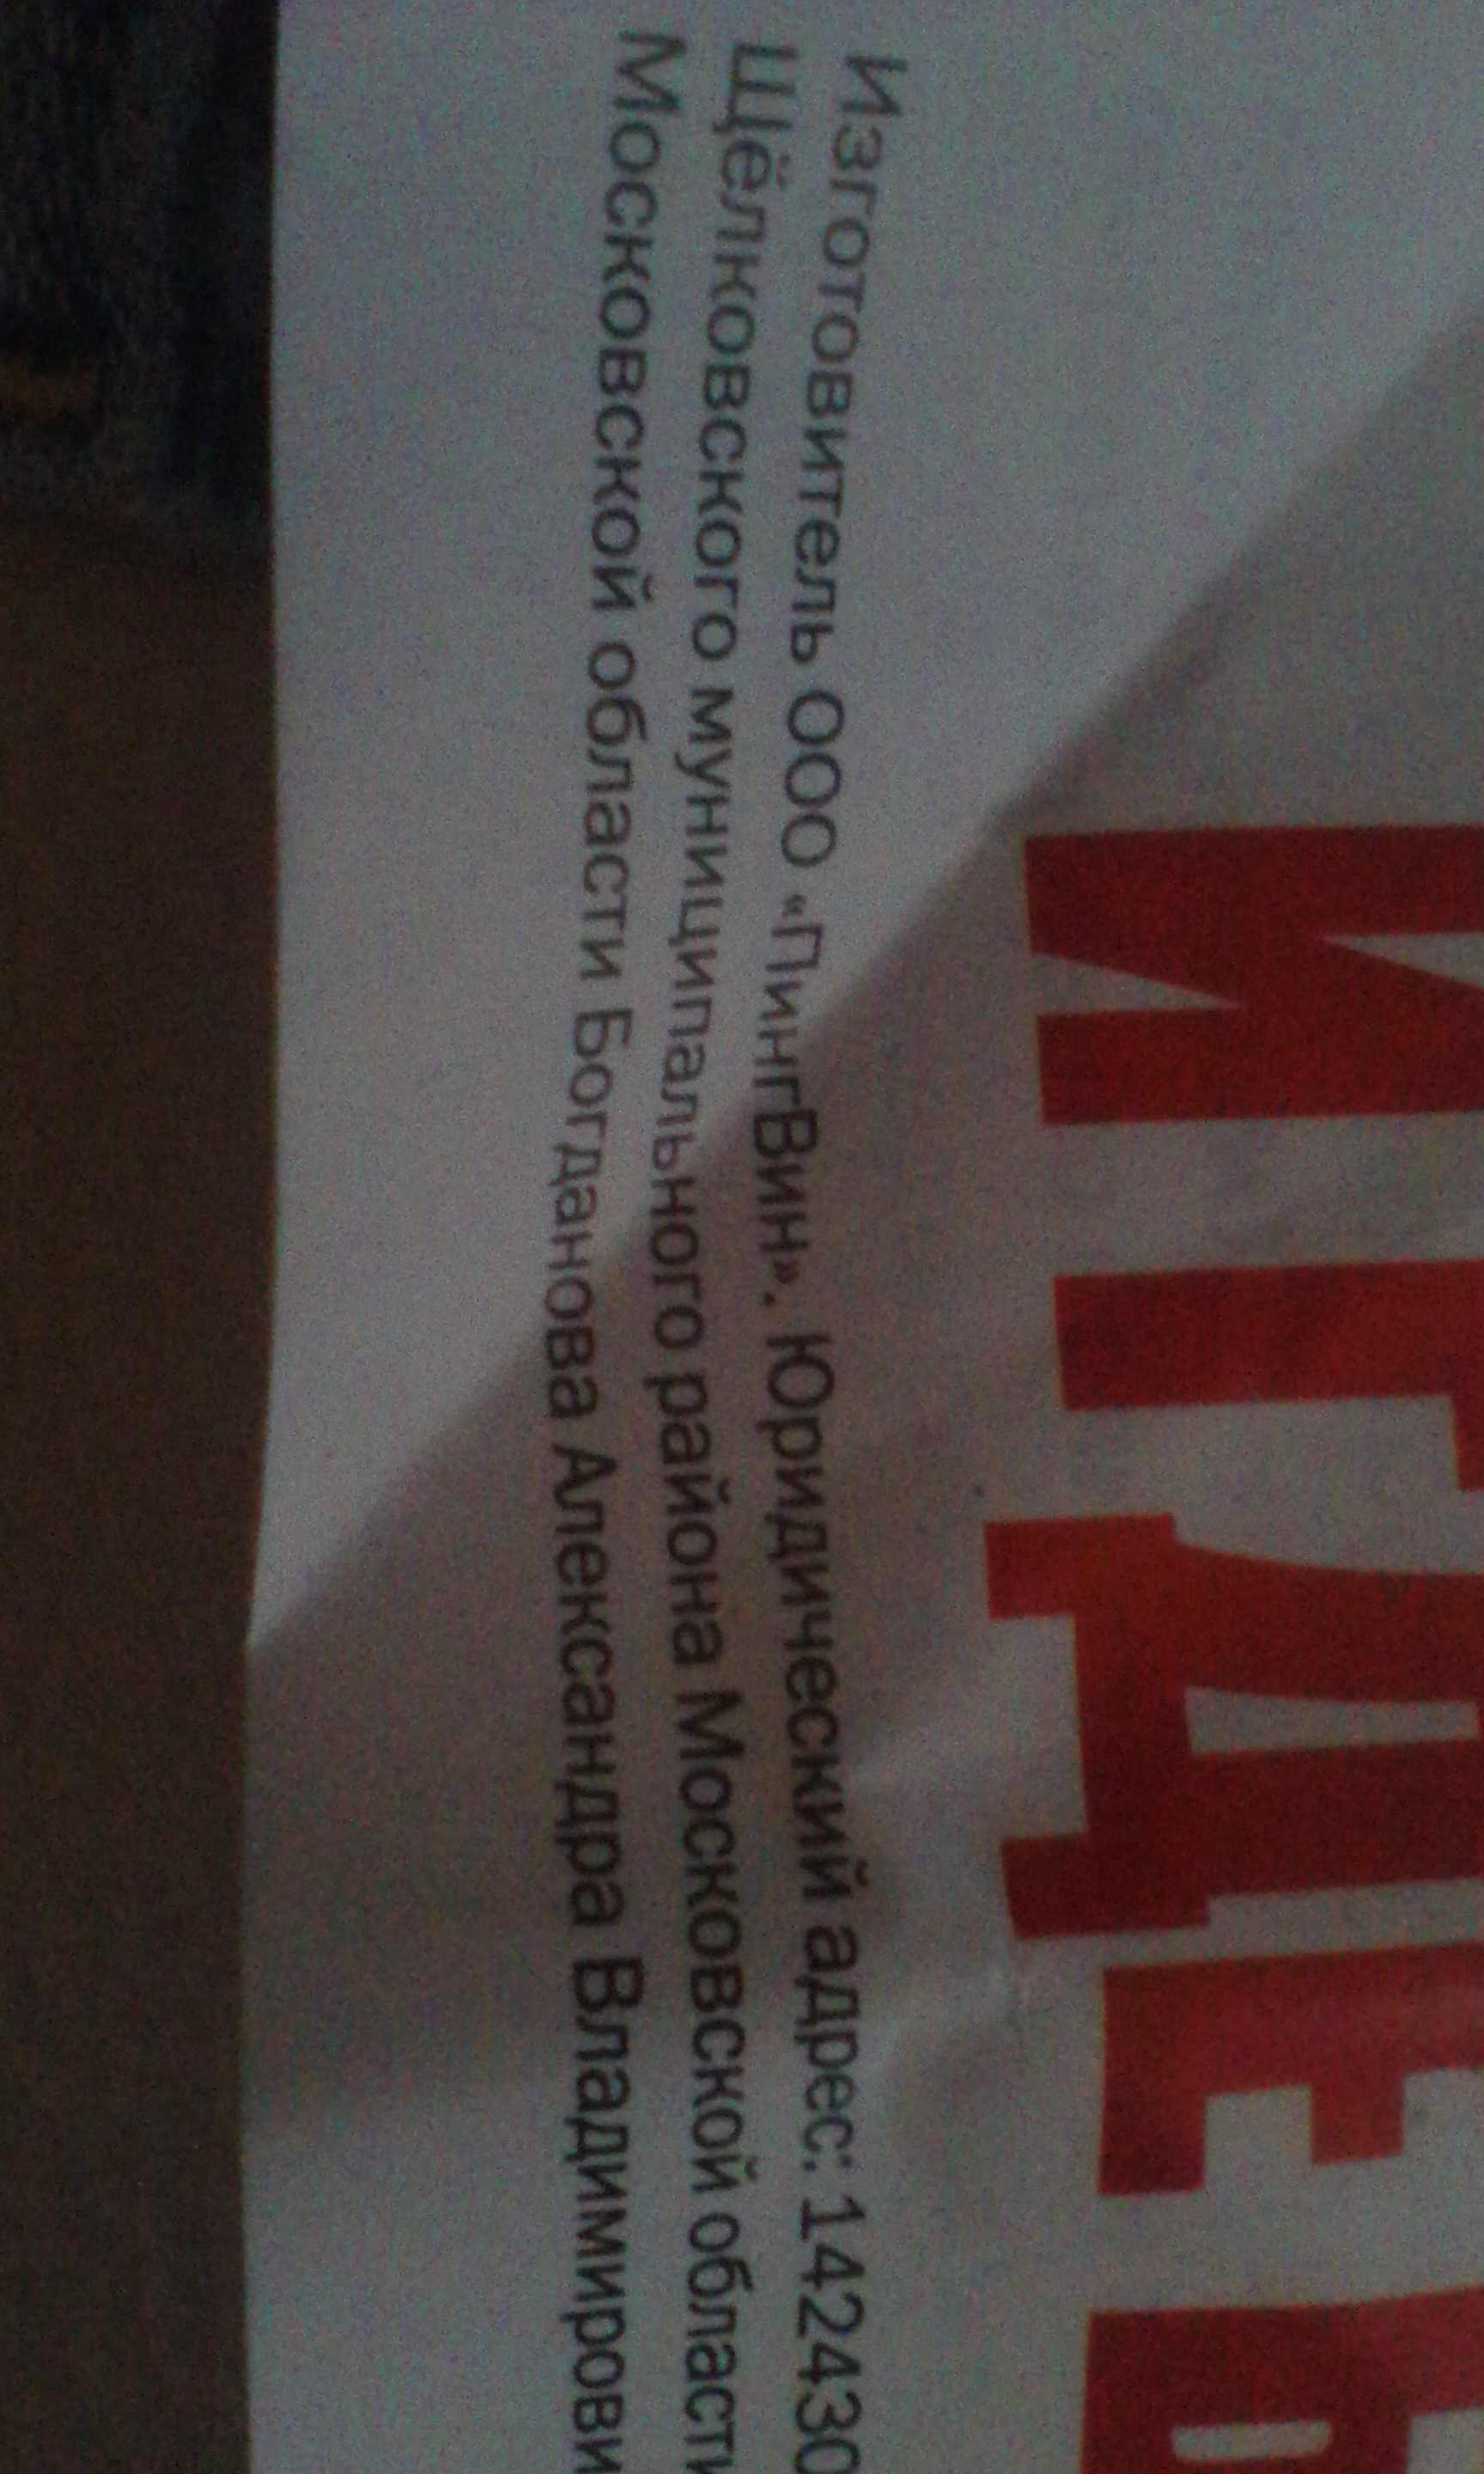 Изготовитель ООО «ПингВин». Юридический адрес: 142430
Щёлковского муниципального района Московской области
Московской области Богданова Александра Владимирови